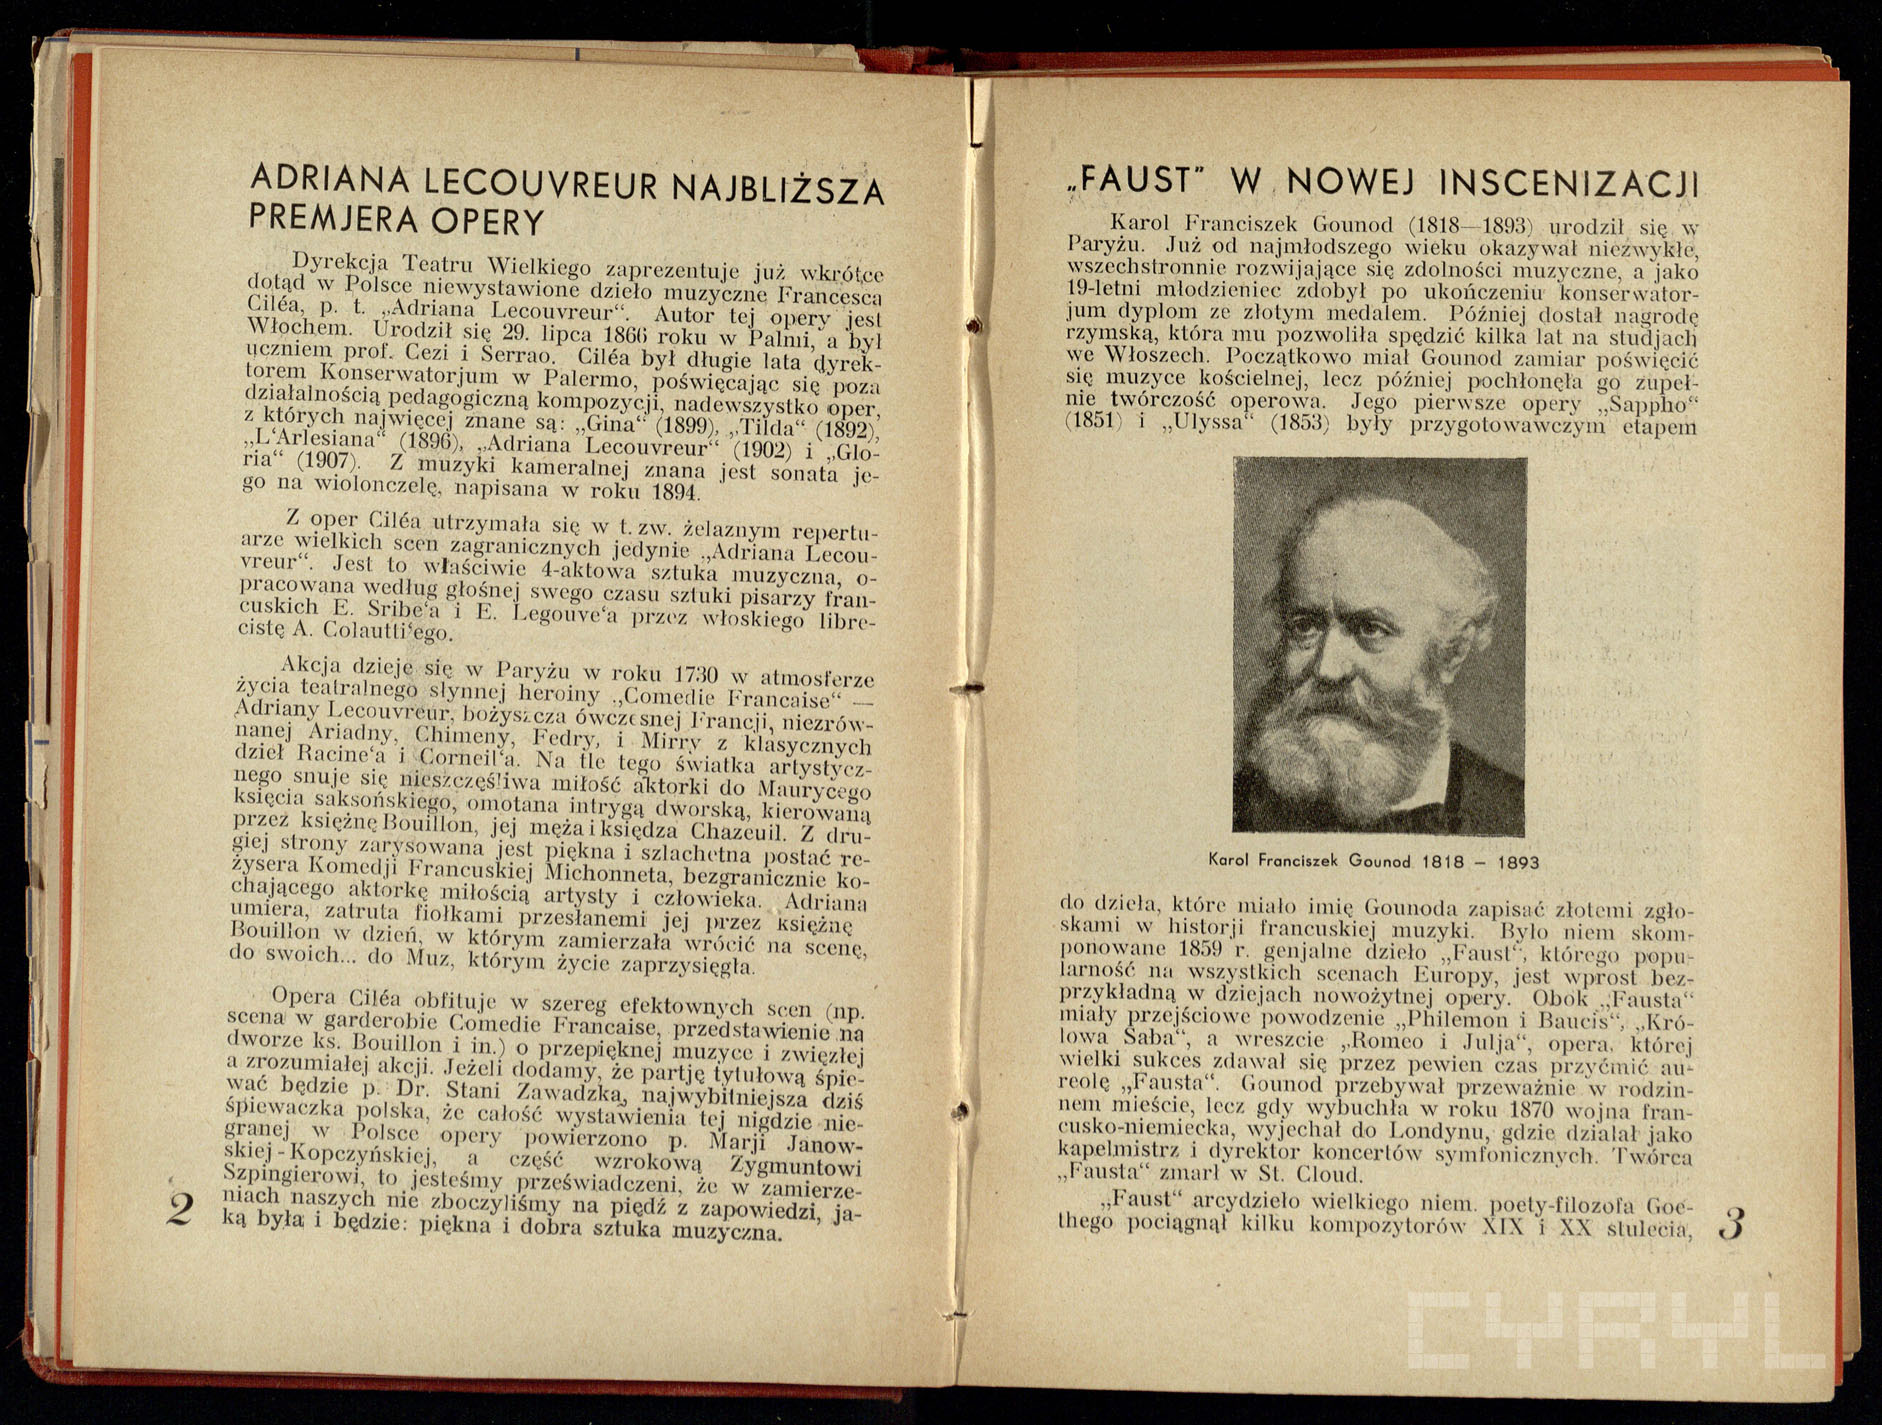 ADRIANA LECOUVREUR NAJBLIŻSZA
PREMJERA OPERY
Dyrekcja Teatru Wielkiego zaprezentuje już wkrótce
dotąd w Polsce niewystawione dzieło muzyczne Francesca
Ciléa, p. t. „Adriana Lecouvreur“. Autor tej opery jest
Włochem. Urodził się 29. lipca 1866 roku w Palmi, a był
uczniem prof. Cezi i Serrao. Ciléa był długie lata dyrek-
torem Konserwatorjum w Palermo, poświęcając się poza
działalnością pedagogiczną kompozycji, nadewszystko oper,
z których najwięcej znane są: „Gina“ (1899), „Tilda“ (1892),
„L‘Arlesiana“ (1896), „Adriana Lecouvreur“ (1902) i „Glo-
ria“ (1907). Z muzyki kameralnej znana jest sonata je-
go na wiolonczelę, napisana w roku 1894.
Z oper Ciléa utrzymała się w t. zw. żelaznym repertu-
arze wielkich scen zagranicznych jedynie „Adriana Lecou-
vreur“. Jest to właściwie 4-aktowa sztuka muzyczna, o-
pracowana według głośnej swego czasu sztuki pisarzy fran-
cuskich E. Sribe‘a i E. Legouve‘a przez włoskiego libre-
cistę A. Colautti‘ego.
Akcja dzieje się w Paryżu w roku 1730 w atmosferze
życia teatralnego słynnej heroiny „Comedie Francaise“ —
Adriany Lecouvreur, bożyszcza ówczesnej Francji, niezrów-
nanej Ariadny, Chimeny, Fedry, i Mirry z klasycznych
dzieł Racine‘a i Corneil‘a. Na tle tego światka artystycz-
nego snuje się nieszczęśliwa miłość aktorki do Maurycego
księcia saksońskiego, omotana intrygą dworską, kierowaną
przez księżnę Bouillon, jej męża i księdza Chazeuil. Z dru-
giej strony zarysowana jest piękna i szlachetna postać re-
żysera Komedji Francuskiej Michonneta, bezgranicznie ko-
chającego aktorkę miłością artysty i człowieka. Adriana
umiera, zatruta fiołkami przesłanemi jej przez księżnę
Bouillon w dzień, w którym zamierzała wrócić na scenę,
do swoich... do Muz, którym życie zaprzysięgła.
Opera Ciléa obfituje w szereg efektownych scen (np.
scena w garderobie Comedie Francaise, przedstawienie na
dworze ks. Bouillon i in.) o przepięknej muzyce i zwięzłej
a zrozumiałej akcji. Jeżeli dodamy, że partję tytułową śpie-
wać będzie p. Dr. Stani Zawadzka, najwybitniejsza dziś
śpiewaczka polska, że całość wystawienia tej nigdzie nie-
granej w Polsce opery powierzono p. Marji Janow-
skiej-Kopczyńskiej, a część wzrokową Zygmuntowi
Szpingierowi, to jesteśmy przeświadczeni, że w zamierze-
niach naszych nie zboczyliśmy na piędź z zapowiedzi, ja-
ką była i będzie: piękna i dobra sztuka muzyczna.
2
„FAUST” W NOWEJ INSCENIZACJI
Karol Franciszek Gounod (1818—1893) urodził się w
Paryżu. Już od najmłodszego wieku okazywał niezwykłe,
wszechstronnie rozwijające się zdolności muzyczne, a jako
19-letni młodzieniec zdobył po ukończeniu konserwator-
jum dyplom ze złotym medalem. Później dostał nagrodę
rzymską, która mu pozwoliła spędzić kilka lat na studjach
we Włoszech. Początkowo miał Gounod zamiar poświęcić
się muzyce kościelnej, lecz później pochłonęła go zupeł-
nie twórczość operowa. Jego pierwsze opery „Sappho“
(1851) i „Ulyssa“ (1853) były przygotowawczym etapem
Karol Franciszek Gounod 1818 – 1893
do dzieła, które miało imię Gounoda zapisać złotemi zgło-
skami w historji francuskiej muzyki. Było niem skom-
ponowane 1859 r. genjalne dzieło „Faust“, którego popu-
larność na wszystkich scenach Europy, jest wprost bez-
przykładną w dziejach nowożytnej opery. Obok „Fausta“
miały przejściowe powodzenie „Philemon i Baucis“, „Kró-
lowa Saba“, a wreszcie „Romeo i Julja“, opera, której
wielki sukces zdawał się przez pewien czas przyćmić au-
reolę „Fausta“. Gounod przebywał przeważnie w rodzin-
nem mieście, lecz gdy wybuchła w roku 1870 wojna fran-
cusko-niemiecka, wyjechał do Londynu, gdzie działał jako
kapelmistrz i dyrektor koncertów symfonicznych. Twórca
„Fausta“ zmarł w St. Cloud.
„Faust“ arcydzieło wielkiego niem. poety-filozofa Goe-
thego pociągnął kilku kompozytorów XIX i XX stulecia,
3
CYRYL